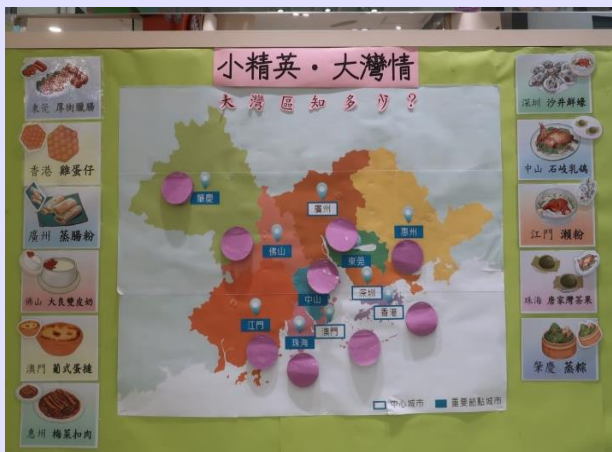 小精英·大灣情
大灣區知多少?
東莞 厚街臘腸
香港 雞蛋仔
廣州 蒸腸粉
佛山 大良雙皮奶
澳門 葡式蛋撻
惠州 梅菜扣肉
肇慶
廣州
佛山
惠州
東莞
中山
深圳
香港
江門
珠海
澳門
中心城市
重要節點城市
深圳 沙井鮮蠔
中山 石岐乳鴿
江門 瀨粉
珠海 唐家灣茶果
肇慶 蒸粽